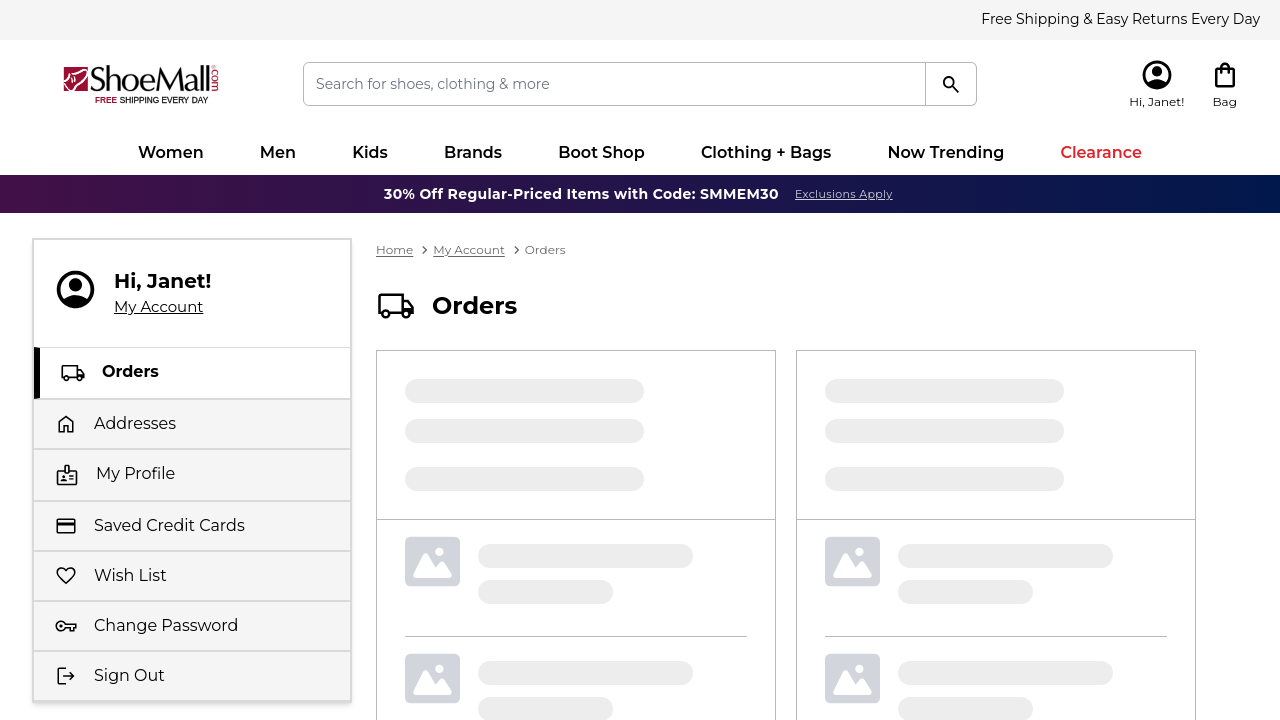 Free Shipping & Easy Returns Every Day
ShoeMall.com
FREE SHIPPING EVERY DAY
Search for shoes, clothing & more
Hi, Janet!
Bag
Women Men Kids Brands Boot Shop Clothing + Bags Now Trending Clearance
30% Off Regular-Priced Items with Code: SMMEM30 Exclusions Apply
Hi, Janet!
My Account
Orders
Addresses
My Profile
Saved Credit Cards
Wish List
Change Password
Sign Out
Home > My Account > Orders
Orders